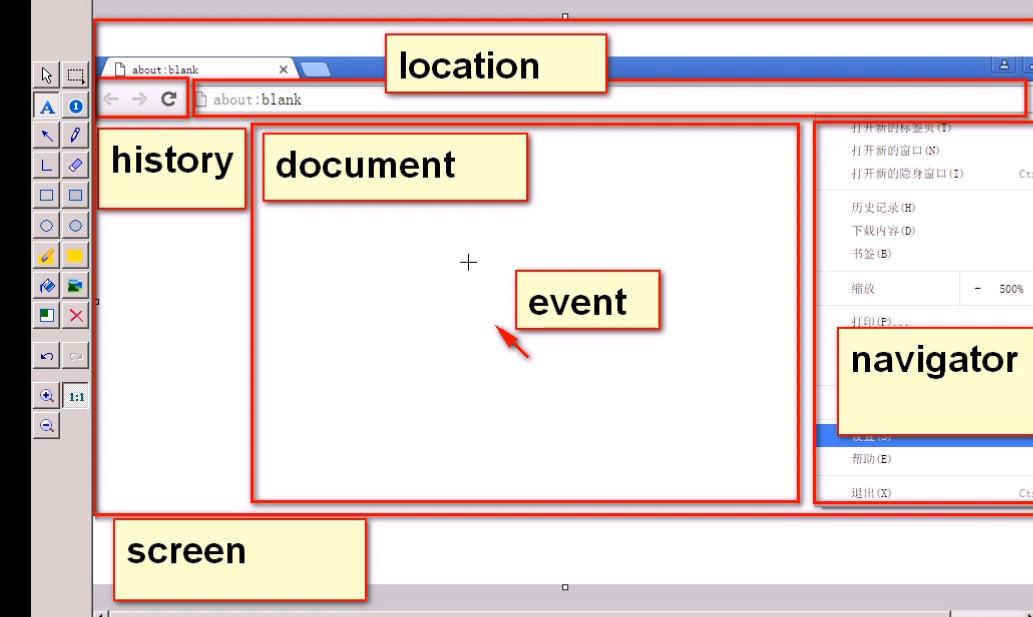 location
about:blank
about:blank
history
document
event
打开新的标签页(T)
打开新的窗口(N)
打开新的隐身窗口(I)
历史记录(H)
下载内容(D)
书签(B)
缩放
- 500%
打印(P)...
navigator
设置(S)
帮助(E)
退出(X)
screen
A
1
1:1